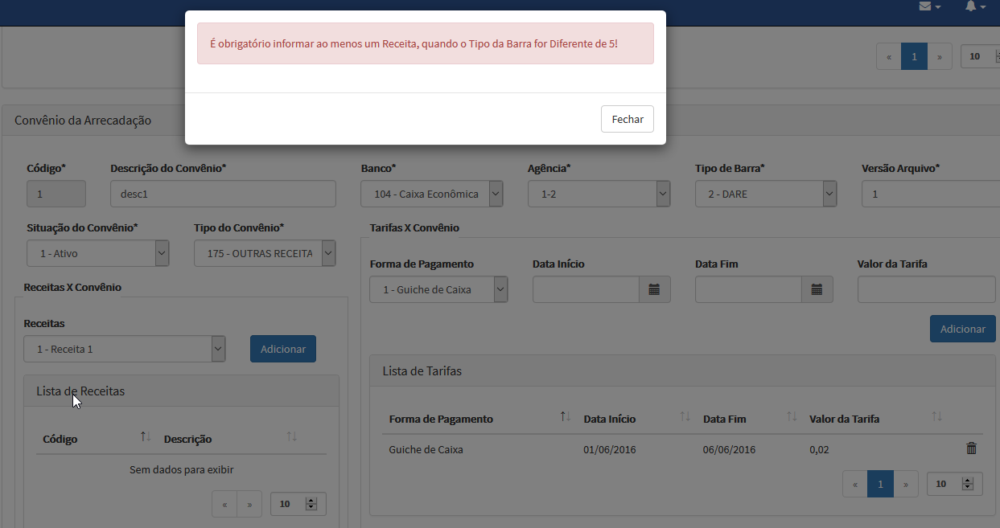 É obrigatório informar ao menos um Receita, quando o Tipo da Barra for Diferente de 5!
Fechar
« 1 » 10
Convênio da Arrecadação
Código* Descrição do Convênio* Banco* Agência* Tipo de Barra* Versão Arquivo*
1 desc1 104 - Caixa Econômica 1-2 2 - DARE 1
Situação do Convênio* Tipo do Convênio* Tarifas X Convênio
1 - Ativo 175 - OUTRAS RECEITA
Forma de Pagamento Data Início Data Fim Valor da Tarifa
Receitas X Convênio
1 - Guiche de Caixa
Receitas
Adicionar
1 - Receita 1 Adicionar
Lista de Tarifas
Lista de Receitas
Forma de Pagamento Data Início Data Fim Valor da Tarifa
Código Descrição
Guiche de Caixa 01/06/2016 06/06/2016 0,02
Sem dados para exibir
« 1 » 10
« » 10